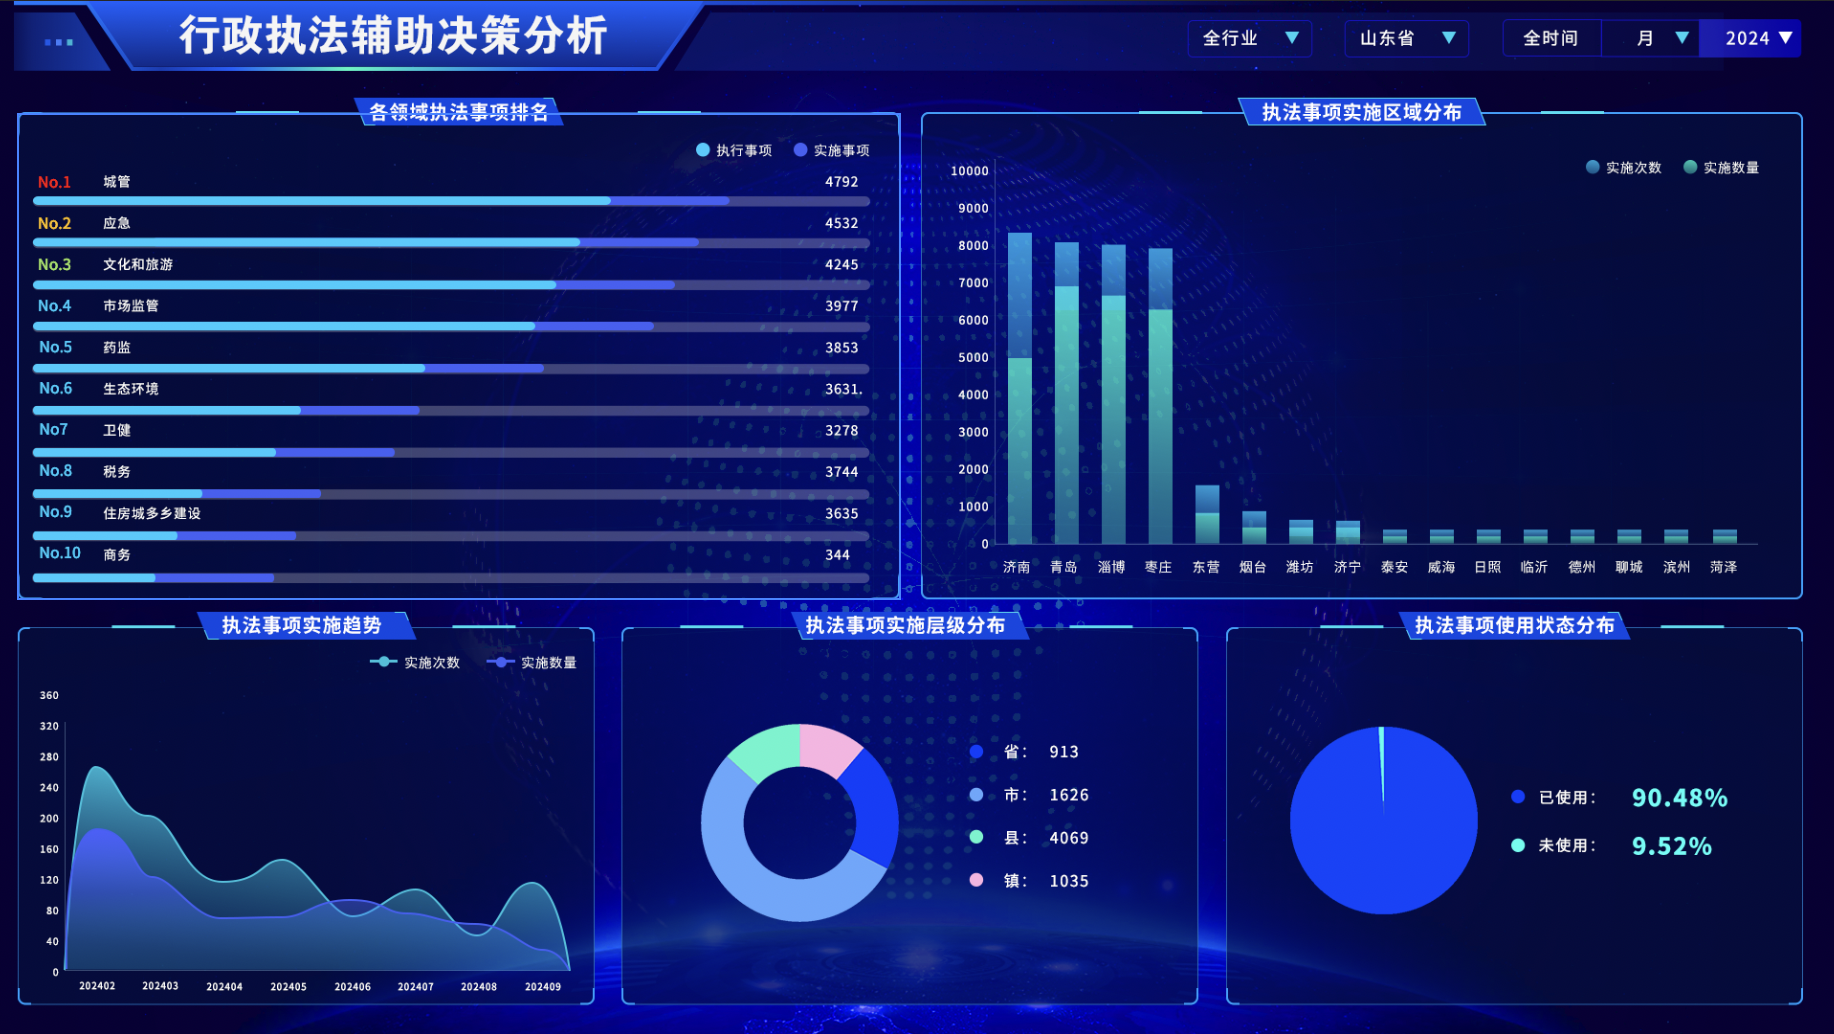 行政执法辅助决策分析
全行业
山东省
全时间
月
2024
各领域执法事项排名
执行事项
实施事项
No.1 城管 4792
No.2 应急 4532
No.3 文化和旅游 4245
No.4 市场监管 3977
No.5 药监 3853
No.6 生态环境 3631.
No7 卫健 3278
No.8 税务 3744
No.9 住房城多乡建设 3635
No.10 商务 344
执法事项实施区域分布
实施次数
实施数量
10000
9000
8000
7000
6000
5000
4000
3000
2000
1000
0
济南 青岛 淄博 枣庄 东营 烟台 潍坊 济宁 泰安 威海 日照 临沂 德州 聊城 滨州 菏泽
执法事项实施趋势
实施次数
实施数量
360
320
280
240
200
160
120
80
40
0
202402 202403 202404 202405 202406 202407 202408 202409
执法事项实施层级分布
省： 913
市： 1626
县： 4069
镇： 1035
执法事项使用状态分布
已使用： 90.48%
未使用： 9.52%